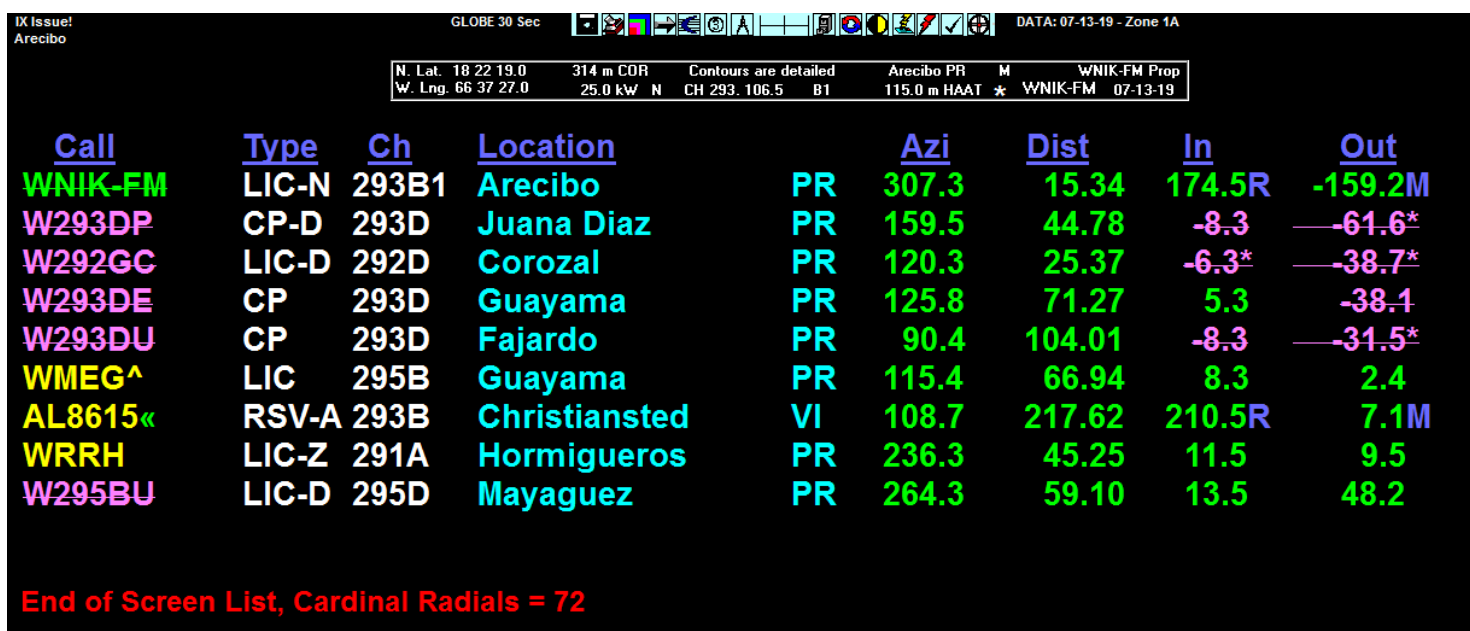 IX Issue! GLOBE 30 Sec DATA: 07-13-19 - Zone 1A
Arecibo
N. Lat. 18 22 19.0 314 m COR Contours are detailed Arecibo PR M WNIK-FM Prop
W. Lng. 66 37 27.0 25.0 kW N CH 293. 106.5 B1 115.0 m HAAT * WNIK-FM 07-13-19
Call Type Ch Location Azi Dist In Out
WNIK-FM LIC-N 293B1 Arecibo PR 307.3 15.34 174.5R -159.2M
W293DP CP-D 293D Juana Diaz PR 159.5 44.78 -8.3 -61.6*
W292GC LIC-D 292D Corozal PR 120.3 25.37 -6.3* -38.7*
W293DE CP 293D Guayama PR 125.8 71.27 5.3 -38.1
W293DU CP 293D Fajardo PR 90.4 104.01 -8.3 -31.5*
WMEG^ LIC 295B Guayama PR 115.4 66.94 8.3 2.4
AL8615« RSV-A 293B Christiansted VI 108.7 217.62 210.5R 7.1M
WRRH LIC-Z 291A Hormigueros PR 236.3 45.25 11.5 9.5
W295BU LIC-D 295D Mayaguez PR 264.3 59.10 13.5 48.2
End of Screen List, Cardinal Radials = 72